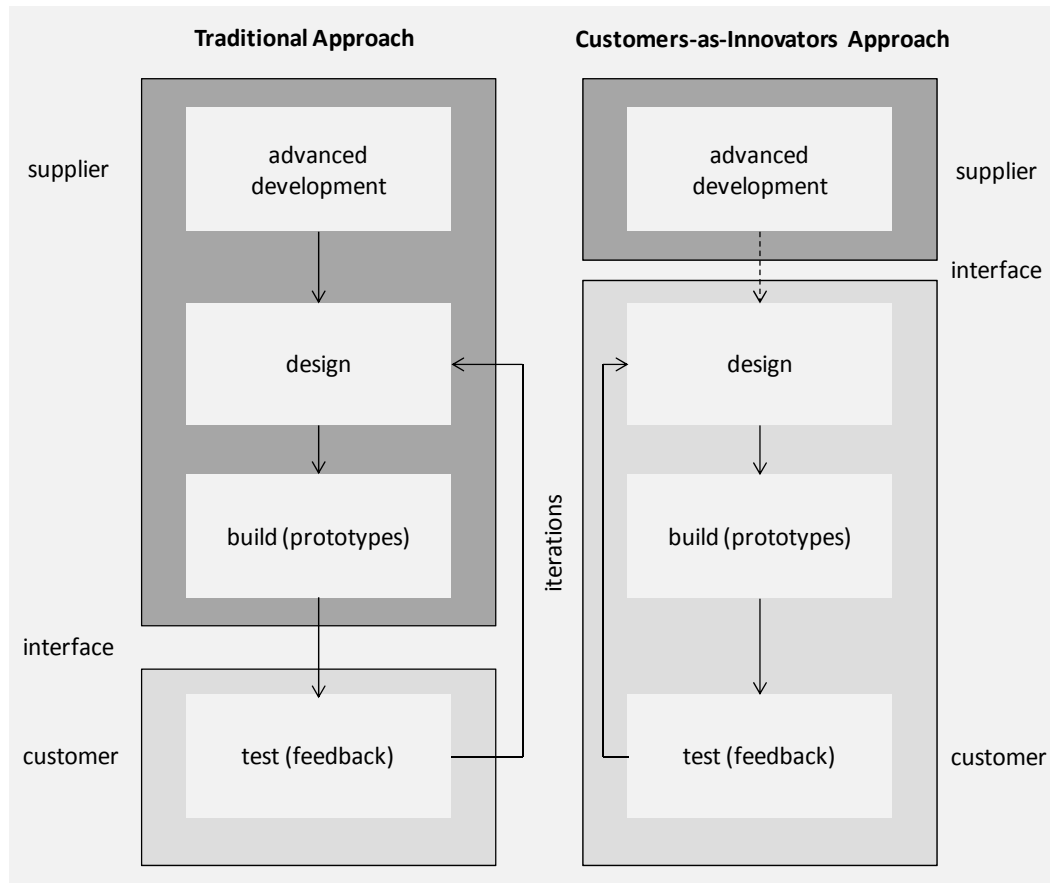 Traditional Approach
Customers-as-Innovators Approach
supplier
advanced
development
design
build (prototypes)
interface
customer
test (feedback)
iterations
advanced
development
supplier
interface
design
build (prototypes)
test (feedback)
customer